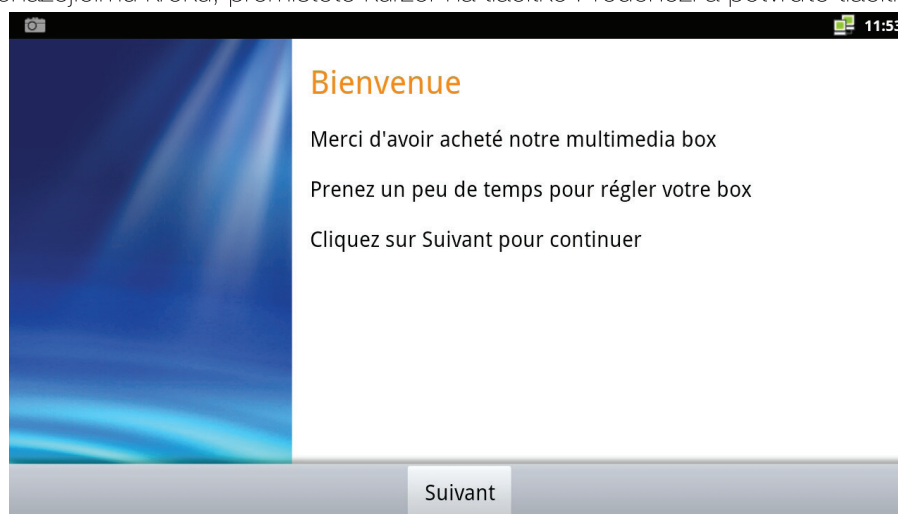 11:53
Bienvenue
Merci d'avoir acheté notre multimedia box
Prenez un peu de temps pour régler votre box
Cliquez sur Suivant pour continuer
Suivant